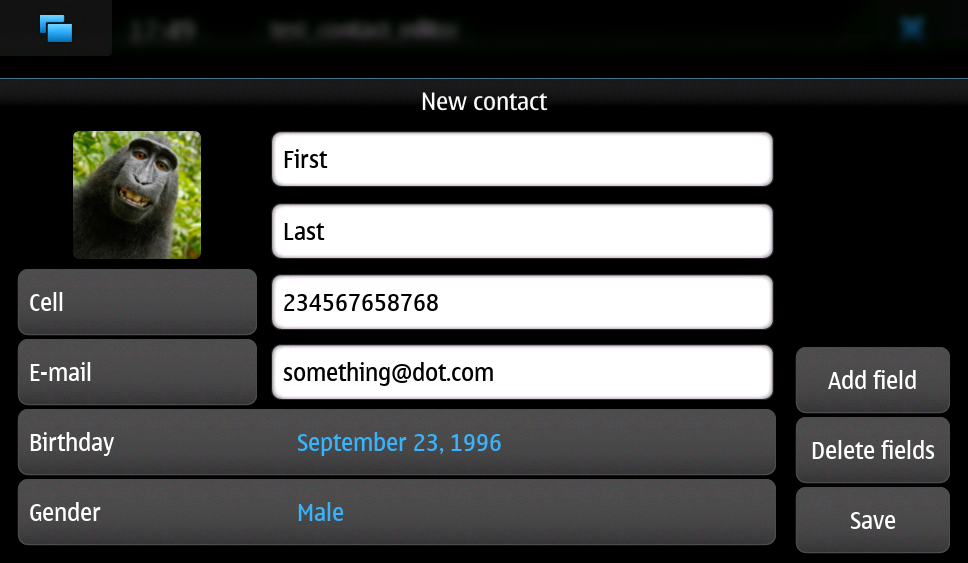 17:49 test_contact_editor
New contact
First
Last
Cell 234567658768
E-mail something@dot.com
Add field
Birthday September 23, 1996
Delete fields
Gender Male
Save